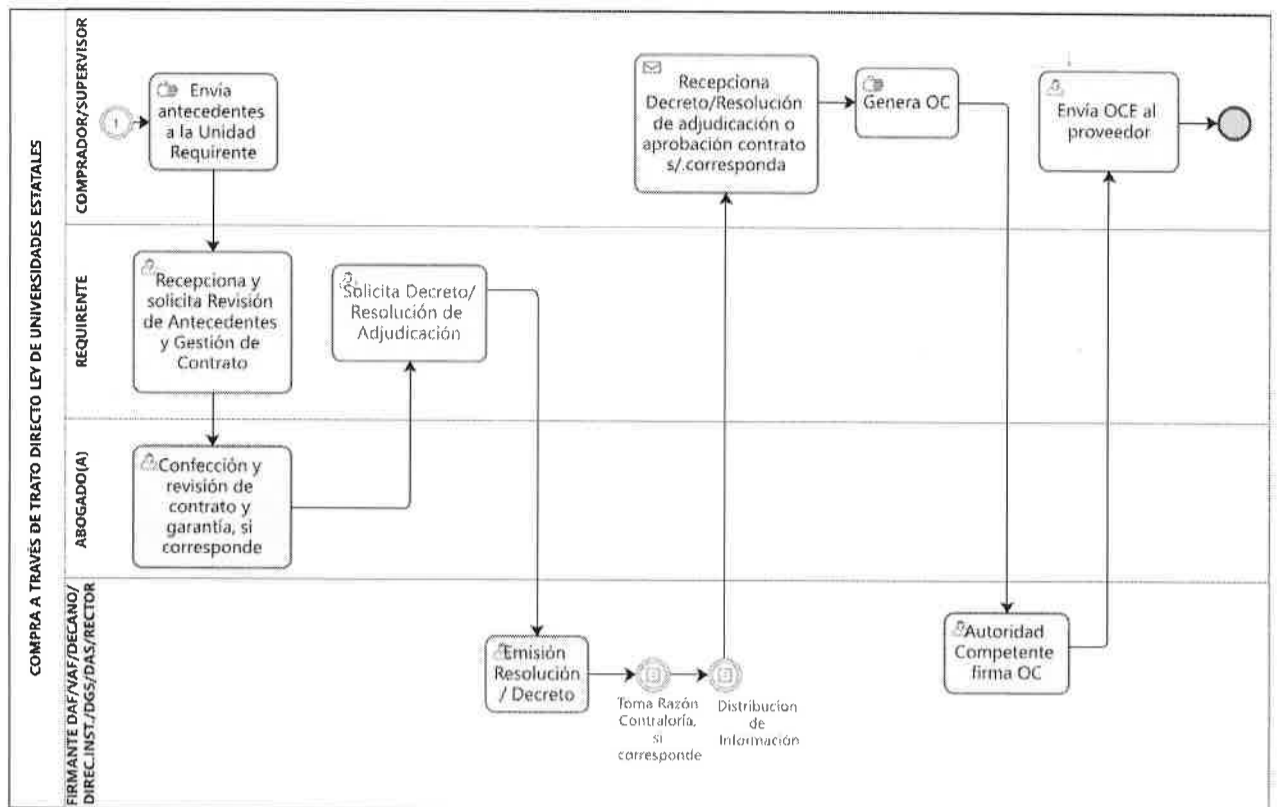 COMPRA A TRAVÉS DE TRATO DIRECTO LEY DE UNIVERSIDADES ESTATALES
COMPRADOR/SUPERVISOR
1
Envía
antecedentes
a la Unidad
Requirente
Recepciona
Decreto/Resolución
de adjudicación o
aprobación contrato
s/.corresponda
Genera OC
Envía OCE al
proveedor
REQUIRENTE
Recepciona y
solicita Revisión
de Antecedentes
y Gestión de
Contrato
Solicita Decreto/
Resolución de
Adjudicación
ABOGADO(A)
Confección y
revisión de
contrato y
garantía, si
corresponde
FIRMANTE DAF/VAF/DECANO/
DIREC.INST./DGS/DAS/RECTOR
Emisión
Resolución
/ Decreto
Toma Razón
Contraloría,
si
corresponde
Distribucion
de
Información
Autoridad
Competente
firma OC